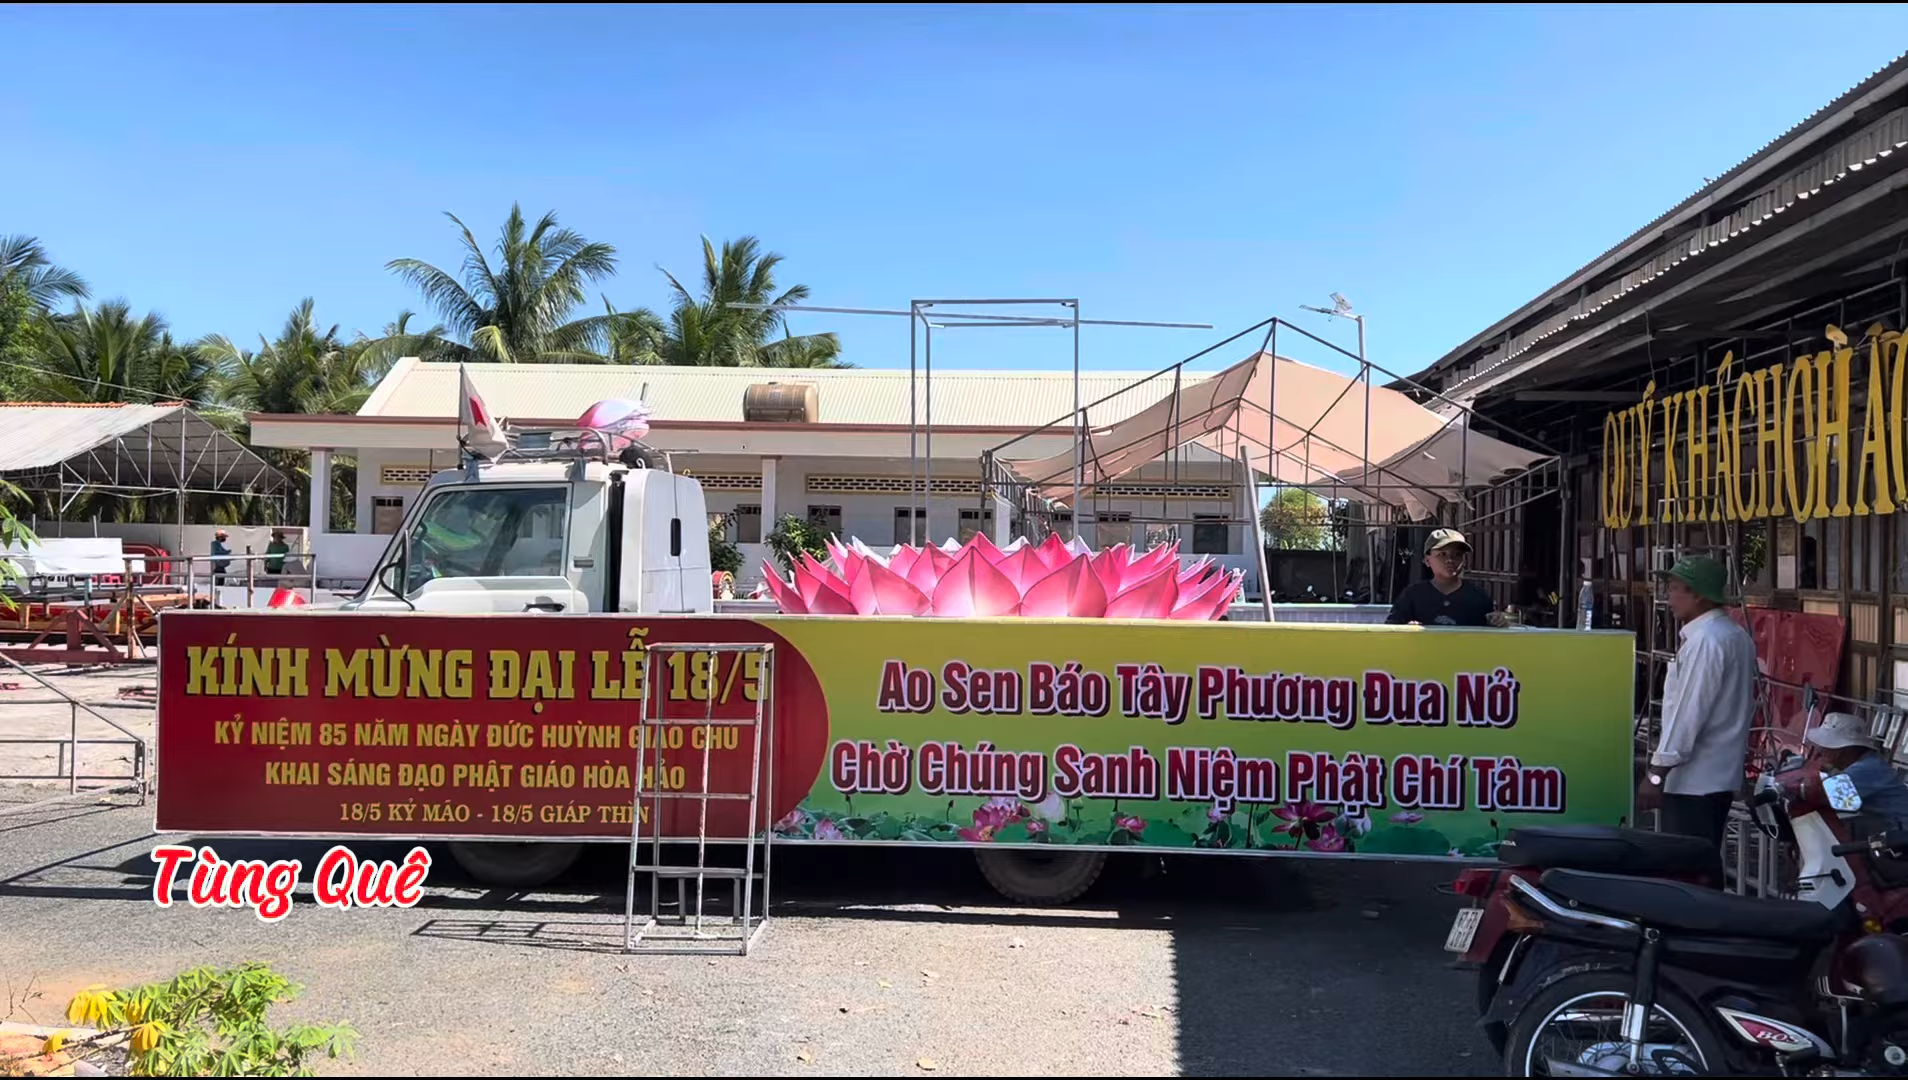 QUÝ KHÁCH
KÍNH MỪNG ĐẠI LỄ 18/5
KỶ NIỆM 85 NĂM NGÀY ĐỨC HUỲNH GIÁO CHỦ
KHAI SÁNG ĐẠO PHẬT GIÁO HÒA HẢO
18/5 KỶ MÃO - 18/5 GIÁP THÌN
Ao Sen Báo Tây Phương Đua Nở
Chờ Chúng Sanh Niệm Phật Chí Tâm
Tùng Quê